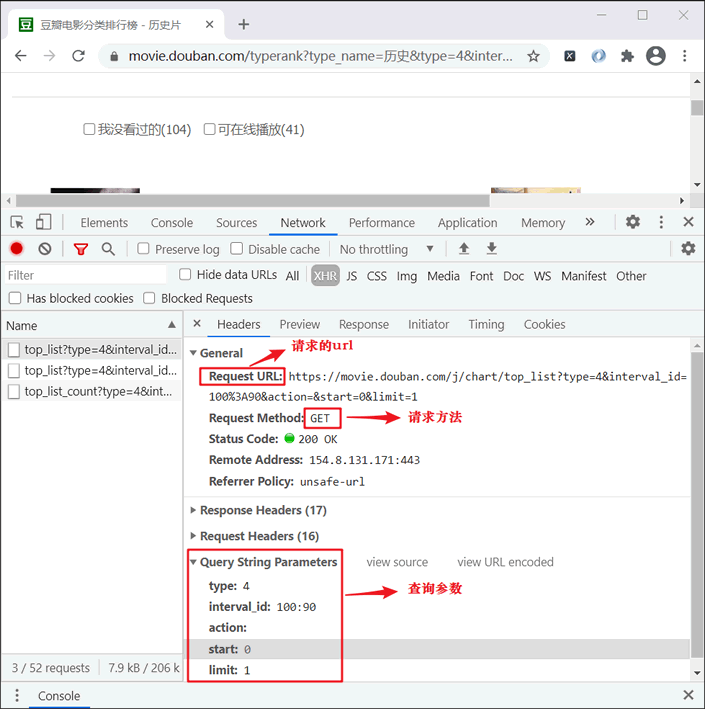 豆 豆瓣电影分类排行榜 - 历史片
movie.douban.com/typerank?type_name=历史&type=4&inter...
我没看过的(104) 可在线播放(41)
Elements Console Sources Network Performance Application Memory »
Preserve log Disable cache No throttling
Filter Hide data URLs All XHR JS CSS Img Media Font Doc WS Manifest Other
Has blocked cookies Blocked Requests
Name
top_list?type=4&interval_id...
top_list?type=4&interval_id...
top_list_count?type=4&int...
3 / 52 requests 7.9 kB / 206 k
Headers Preview Response Initiator Timing Cookies
General
请求的url
Request URL: https://movie.douban.com/j/chart/top_list?type=4&interval_id=
100%3A90&action=&start=0&limit=1
Request Method: GET 请求方法
Status Code: 200 OK
Remote Address: 154.8.131.171:443
Referrer Policy: unsafe-url
Response Headers (17)
Request Headers (16)
Query String Parameters view source view URL encoded
type: 4
interval_id: 100:90
查询参数
action:
start: 0
limit: 1
Console